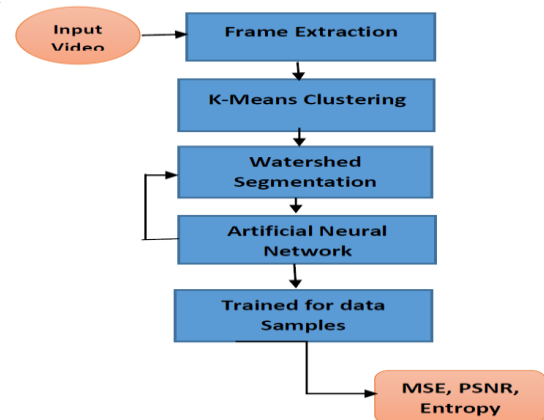 Input
Video
Frame Extraction
K-Means Clustering
Watershed
Segmentation
Artificial Neural
Network
Trained for data
Samples
MSE, PSNR,
Entropy